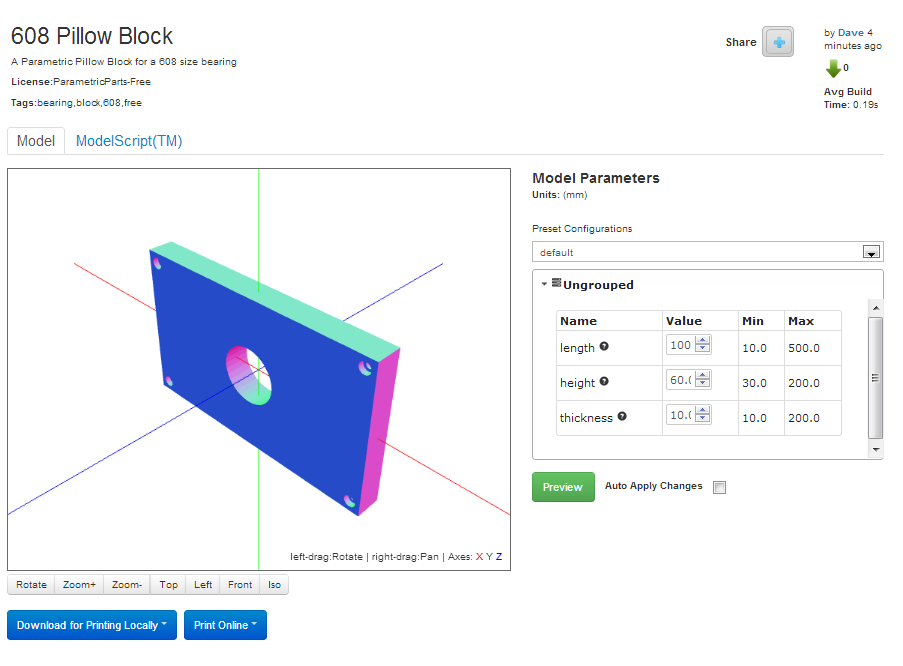 608 Pillow Block
A Parametric Pillow Block for a 608 size bearing
License:ParametricParts-Free
Tags:bearing,block,608,free
Share
by Dave 4
minutes ago
0
Avg Build
Time: 0.19s
Model ModelScript(TM)
left-drag:Rotate | right-drag:Pan | Axes: X Y Z
Rotate Zoom+ Zoom- Top Left Front Iso
Download for Printing Locally Print Online
Model Parameters
Units: (mm)
Preset Configurations
default
Ungrouped
Name Value Min Max
length 100 10.0 500.0
height 60.0 30.0 200.0
thickness 10.0 10.0 200.0
Preview Auto Apply Changes